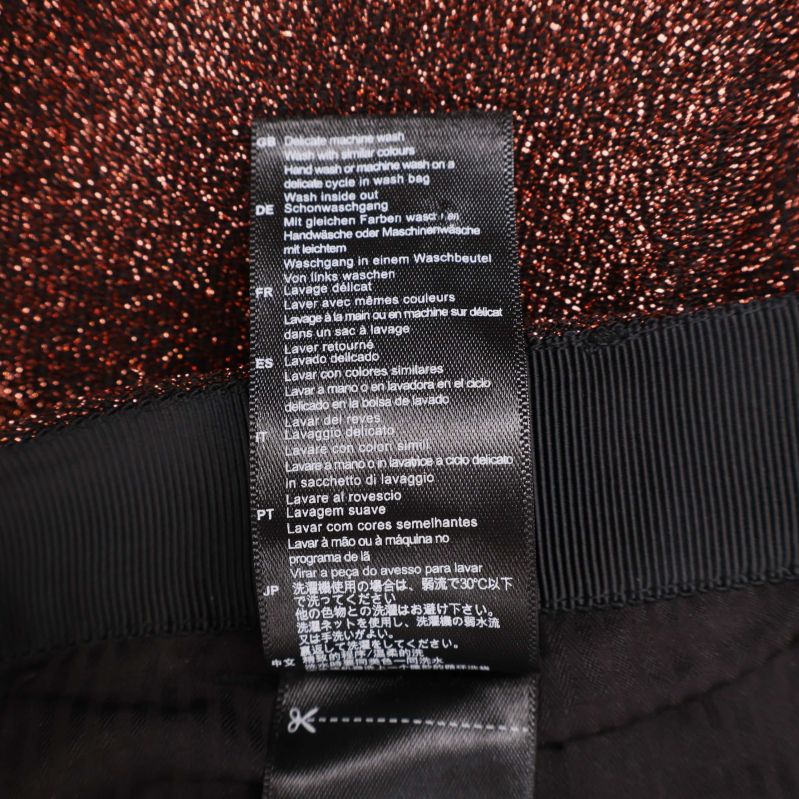 GB Delicate machine wash
Wash with similar colours
Hand wash or machine wash on a
delicate cycle in wash bag
Wash inside out
DE Schonwaschgang
Mit gleichen Farben waschen
Handwäsche oder Maschinenwäsche
mit leichtem
Waschgang in einem Waschbeutel
Von links waschen
FR Lavage délicat
Laver avec mêmes couleurs
Lavage à la main ou en machine sur délicat
dans un sac à lavage
Laver retourné
ES Lavado delicado
Lavar con colores similares
Lavar a mano o en lavadora en el ciclo
delicado en la bolsa de lavado
Lavar del reves
IT Lavaggio delicato
Lavare con color simili
Lavare a mano o in lavatrice a ciclo delicato
in sacchetto di lavaggio
Lavare al rovescio
PT Lavagem suave
Lavar com cores semelhantes
Lavar à mão ou à máquina no
programa de lã
Virar a peça do avesso para lavar
JP 洗濯機使用の場合は、弱流で30℃以下
で洗ってください
他の色物との洗濯はお避け下さい。
洗濯ネットを使用し、洗濯機の弱水流
又は手洗いがよい。
裏返して洗濯をしてください。
中文